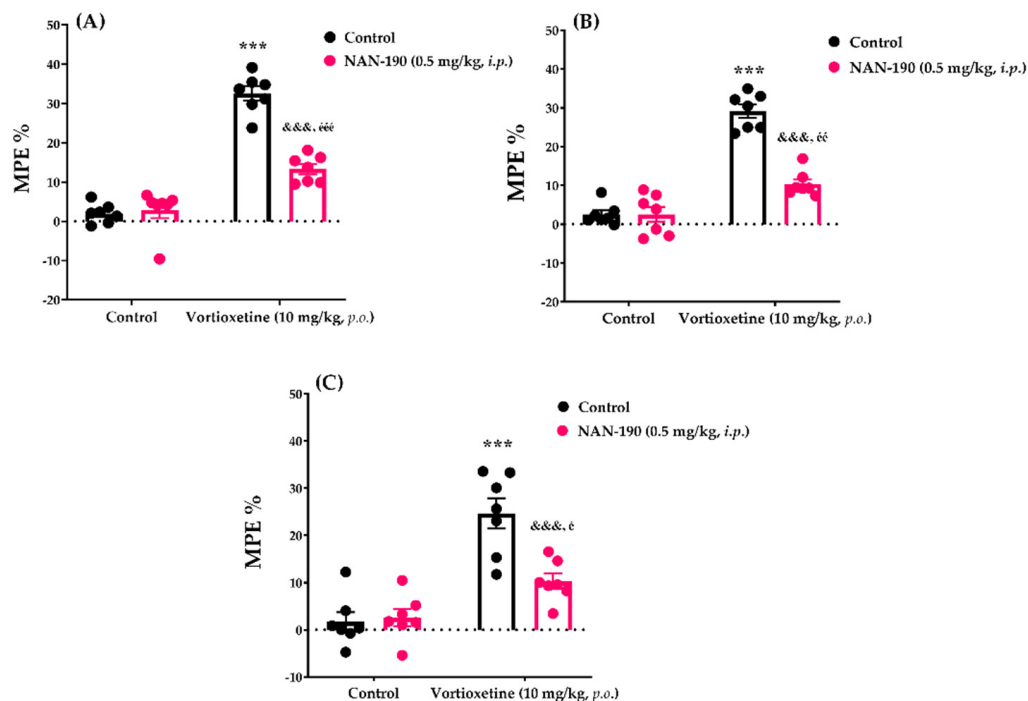 (A)
50
40
30
20
10
0
-10
-20
MPE %
Control
NAN-190 (0.5 mg/kg, i.p.)
***
&&&, ééé
Control
Vortioxetine (10 mg/kg, p.o.)
(B)
50
40
30
20
10
0
-10
-20
MPE %
Control
NAN-190 (0.5 mg/kg, i.p.)
***
&&&, éé
Control
Vortioxetine (10 mg/kg, p.o.)
(C)
50
40
30
20
10
0
-10
MPE %
Control
NAN-190 (0.5 mg/kg, i.p.)
***
&&&, é
Control
Vortioxetine (10 mg/kg, p.o.)